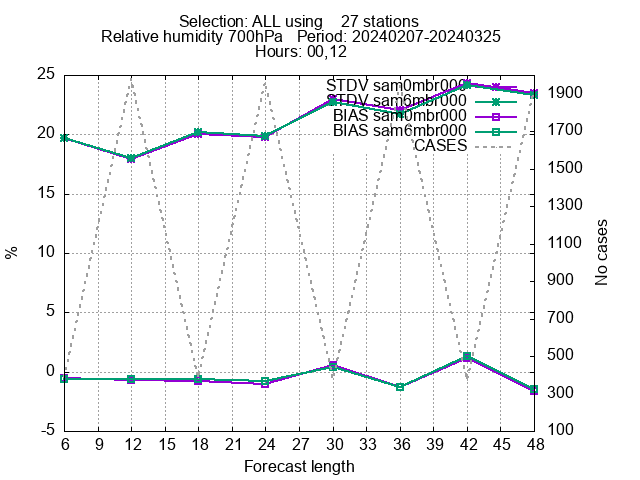 Selection: ALL using    27 stations
Relative humidity 700hPa   Period: 20240207-20240325
Hours: 00,12
STDV sam0mbr000
STDV sam6mbr000
BIAS sam0mbr000
BIAS sam6mbr000
CASES
25
20
15
10
5
0
-5
%
1900
1700
1500
1300
1100
900
700
500
300
100
No cases
6 9 12 15 18 21 24 27 30 33 36 39 42 45 48
Forecast length